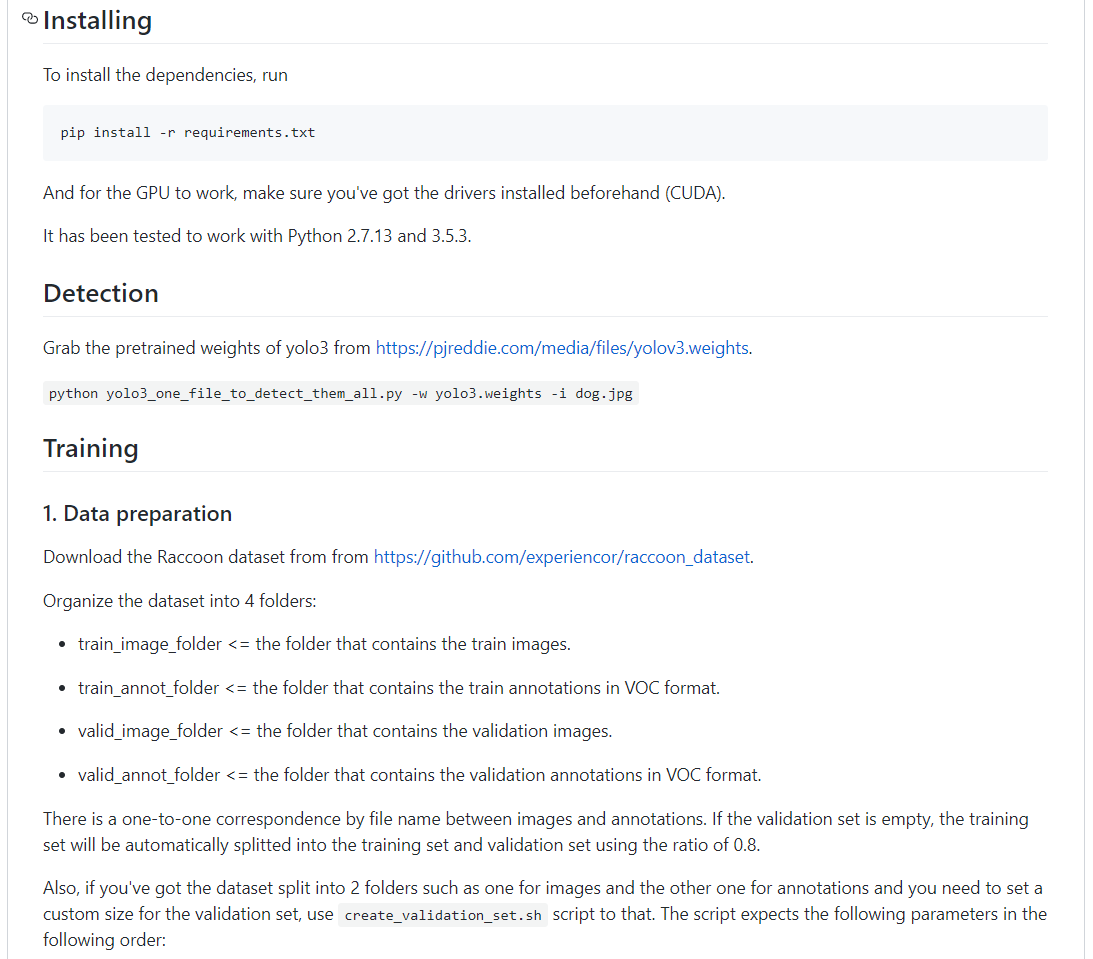 Installing
To install the dependencies, run
pip install -r requirements.txt
And for the GPU to work, make sure you've got the drivers installed beforehand (CUDA).
It has been tested to work with Python 2.7.13 and 3.5.3.
Detection
Grab the pretrained weights of yolo3 from https://pjreddie.com/media/files/yolov3.weights.
python yolo3_one_file_to_detect_them_all.py -w yolo3.weights -i dog.jpg
Training
1. Data preparation
Download the Raccoon dataset from from https://github.com/experiencor/raccoon_dataset.
Organize the dataset into 4 folders:
• train_image_folder <= the folder that contains the train images.
• train_annot_folder <= the folder that contains the train annotations in VOC format.
• valid_image_folder <= the folder that contains the validation images.
• valid_annot_folder <= the folder that contains the validation annotations in VOC format.
There is a one-to-one correspondence by file name between images and annotations. If the validation set is empty, the training
set will be automatically splitted into the training set and validation set using the ratio of 0.8.
Also, if you've got the dataset split into 2 folders such as one for images and the other one for annotations and you need to set a
custom size for the validation set, use create_validation_set.sh script to that. The script expects the following parameters in the
following order: